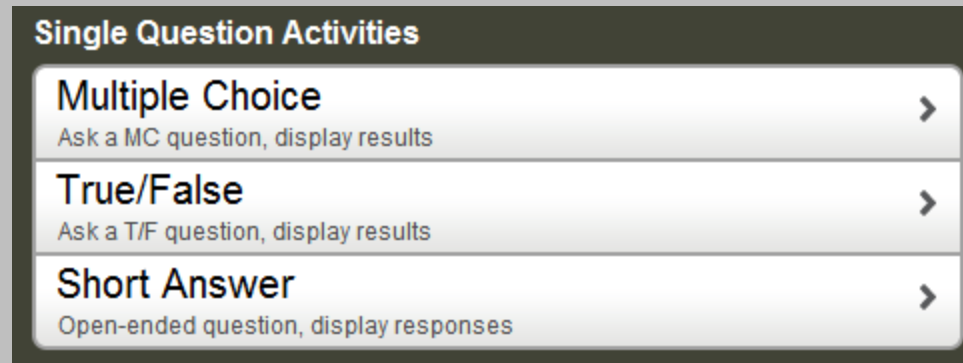 Single Question Activities
Multiple Choice
Ask a MC question, display results
True/False
Ask a T/F question, display results
Short Answer
Open-ended question, display responses